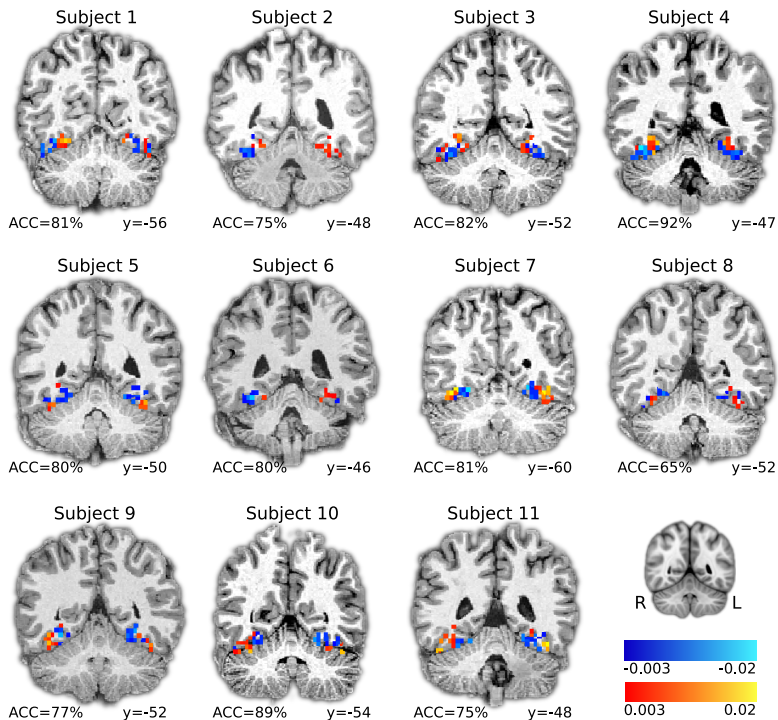 Subject 1
Subject 2
Subject 3
Subject 4
ACC=81% y=-56
ACC=75% y=-48
ACC=82% y=-52
ACC=92% y=-47
Subject 5
Subject 6
Subject 7
Subject 8
ACC=80% y=-50
ACC=80% y=-46
ACC=81% y=-60
ACC=65% y=-52
Subject 9
Subject 10
Subject 11
R L
-0.003 -0.02
0.003 0.02
ACC=77% y=-52
ACC=89% y=-54
ACC=75% y=-48